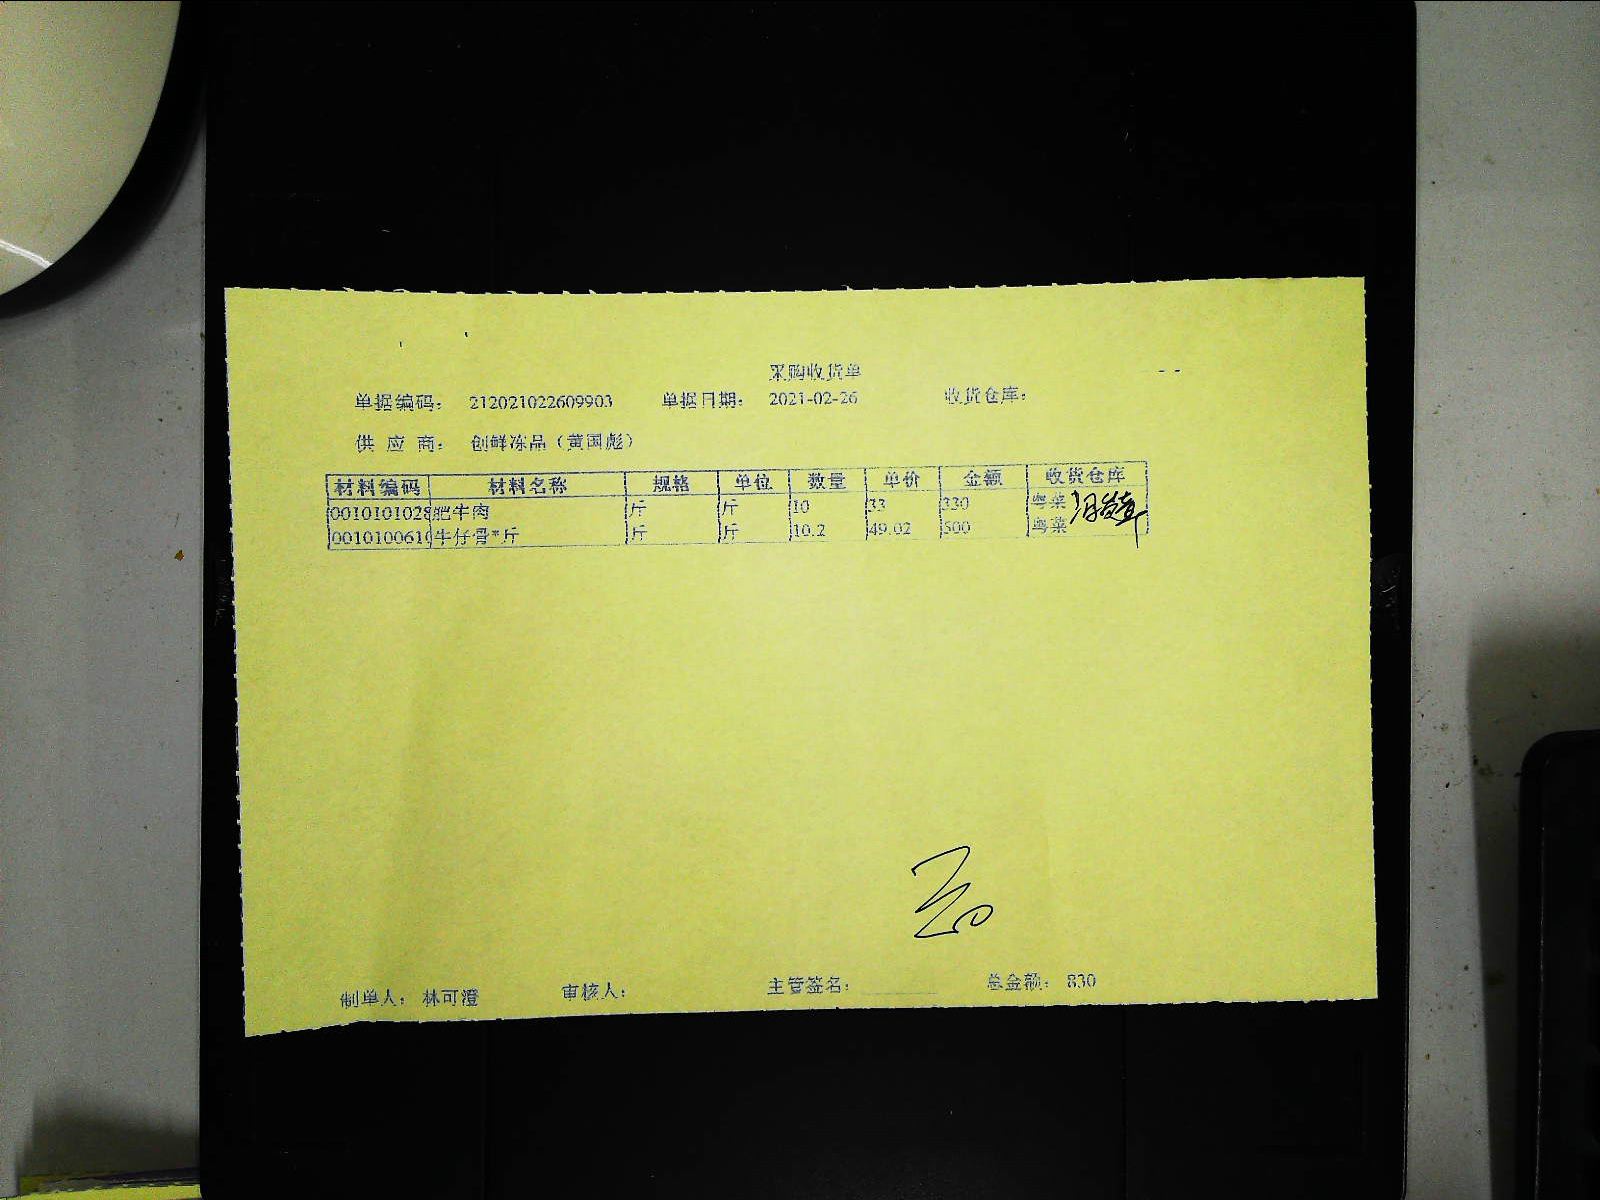 采购收货单
单据编码： 212021022609903 单据日期： 2021-02-26 收货仓库：
供 应 商： 创鲜冻品（黄国彪）
材料编码 材料名称 规格 单位 数量 单价 金额 收货仓库
0010101028 肥牛肉 斤 斤 10 33 330 粤菜
001010061 牛仔骨*斤 斤 斤 10.2 49.02 500 粤菜
制单人： 林可澄 审核人： 主管签名： 总金额： 830